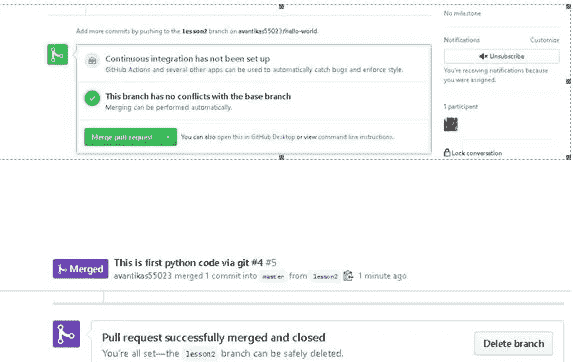 No milestone
Add more commits by pushing to the lesson2 branch on avantikas55023/hello-world.
Notifications Customize
Continuous integration has not been set up
GitHub Actions and several other apps can be used to automatically catch bugs and enforce style.
Unsubscribe
You're receiving notifications because
you were assigned.
This branch has no conflicts with the base branch
Merging can be performed automatically.
1 participant
Merge pull request
You can also open this in GitHub Desktop or view command line instructions.
Lock conversation
Merged
This is first python code via git #4 #5
avantikas55023 merged 1 commit into master from lesson2 1 minute ago
Pull request successfully merged and closed
You're all set—the lesson2 branch can be safely deleted.
Delete branch